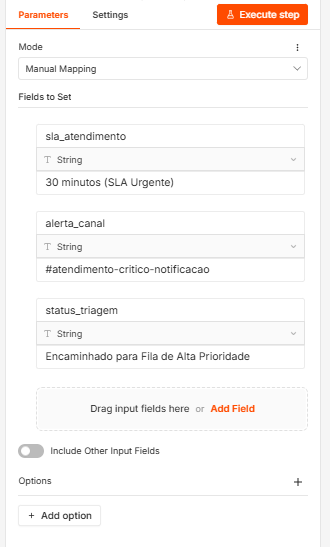 Parameters
Settings
Execute step
Mode
Manual Mapping
Fields to Set
sla_atendimento
T String
30 minutos (SLA Urgente)
alerta_canal
T String
#atendimento-critico-notificacao
status_triagem
T String
Encaminhado para Fila de Alta Prioridade
Drag input fields here or Add Field
Include Other Input Fields
Options
+
+ Add option